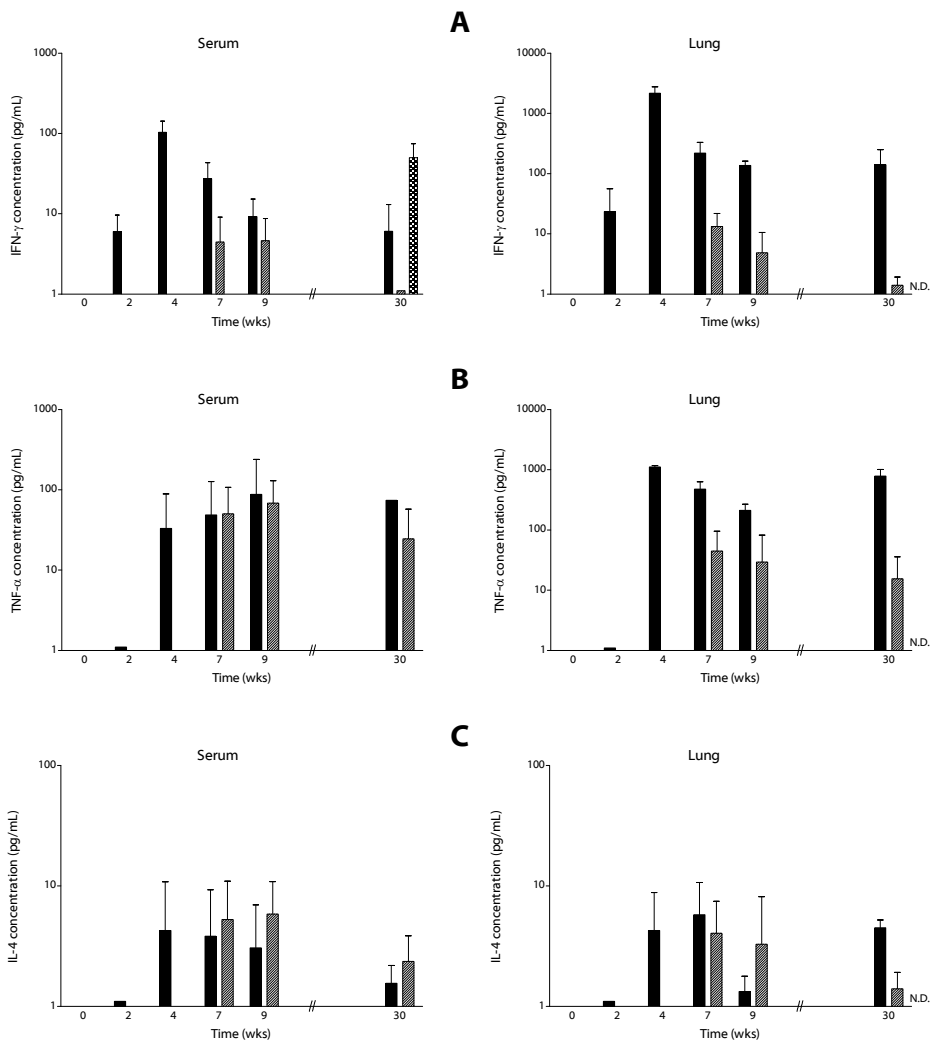 A
Serum
IFN-γ concentration (pg/mL)
1000
100
10
1
0 2 4 7 9 // 30
Time (wks)
Lung
IFN-γ concentration (pg/mL)
10000
1000
100
10
1
0 2 4 7 9 // 30
N.D.
Time (wks)
B
Serum
TNF-α concentration (pg/mL)
1000
100
10
1
0 2 4 7 9 // 30
Time (wks)
Lung
TNF-α concentration (pg/mL)
10000
1000
100
10
1
0 2 4 7 9 // 30
N.D.
Time (wks)
C
Serum
IL-4 concentration (pg/mL)
100
10
1
0 2 4 7 9 // 30
Time (wks)
Lung
IL-4 concentration (pg/mL)
100
10
1
0 2 4 7 9 // 30
N.D.
Time (wks)